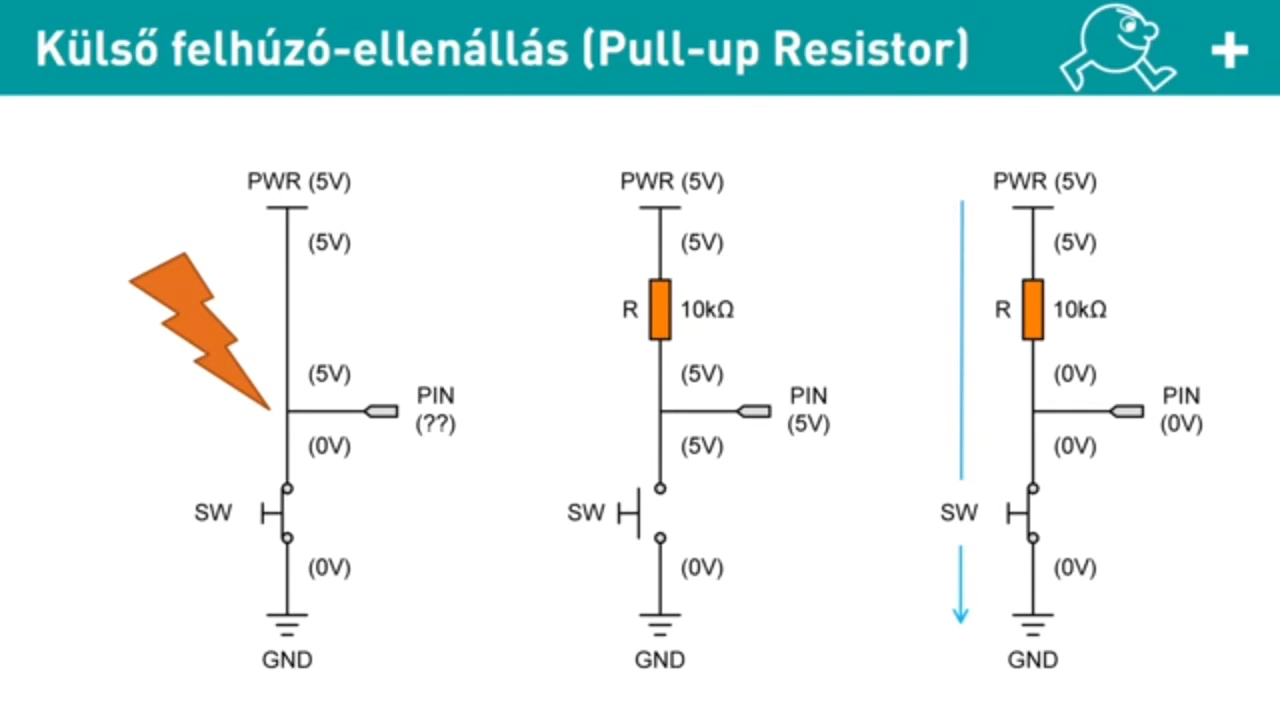 Külső felhúzó-ellenállás (Pull-up Resistor)
PWR (5V)
(5V)
(5V)
PIN
(??)
(0V)
SW
(0V)
GND
PWR (5V)
(5V)
R 10kΩ
(5V)
PIN
(5V)
(5V)
SW
(0V)
GND
PWR (5V)
(5V)
R 10kΩ
(0V)
PIN
(0V)
(0V)
SW
(0V)
GND